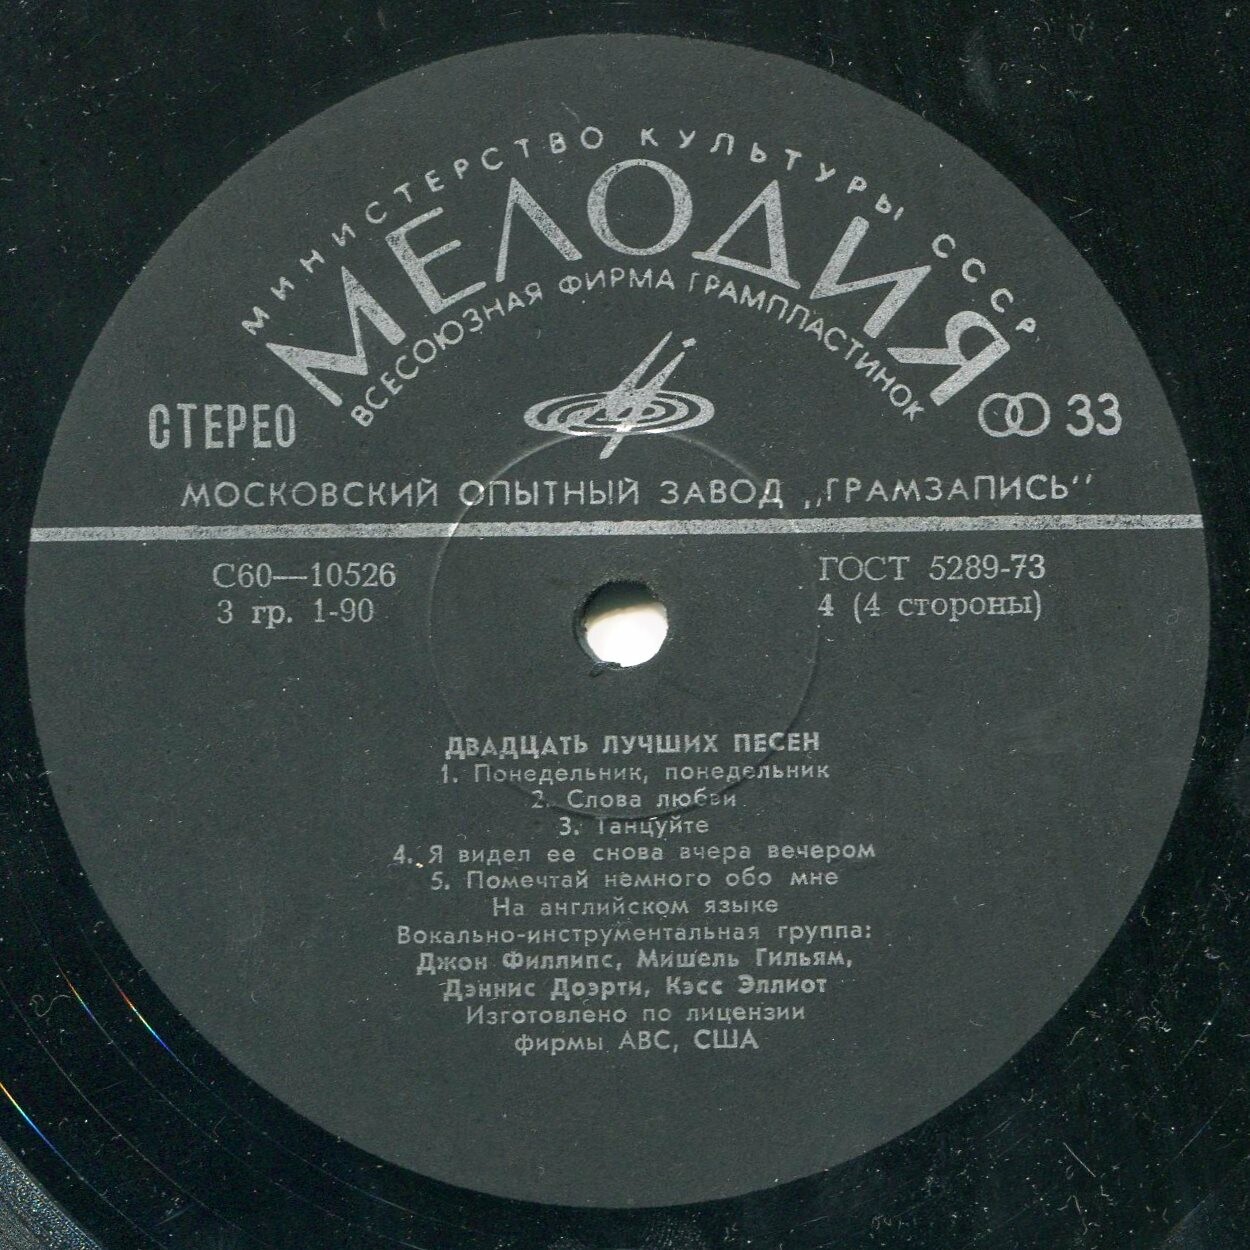 МИНИСТЕРСТВО КУЛЬТУРЫ СССР
МЕЛОДИЯ
ВСЕСОЮЗНАЯ ФИРМА ГРАМПЛАСТИНОК
СТЕРЕО
33
МОСКОВСКИЙ ОПЫТНЫЙ ЗАВОД „ГРАМЗАПИСЬ“
С60—10526
ГОСТ 5289-73
3 гр. 1-90
4 (4 стороны)
ДВАДЦАТЬ ЛУЧШИХ ПЕСЕН
1. Понедельник, понедельник
2. Слова любви
3. Танцуйте
4. Я видел ее снова вчера вечером
5. Помечтай немного обо мне
На английском языке
Вокально-инструментальная группа:
Джон Филлипс, Мишель Гильям,
Дэннис Доэрти, Кэсс Эллиот
Изготовлено по лицензии
фирмы ABC, США